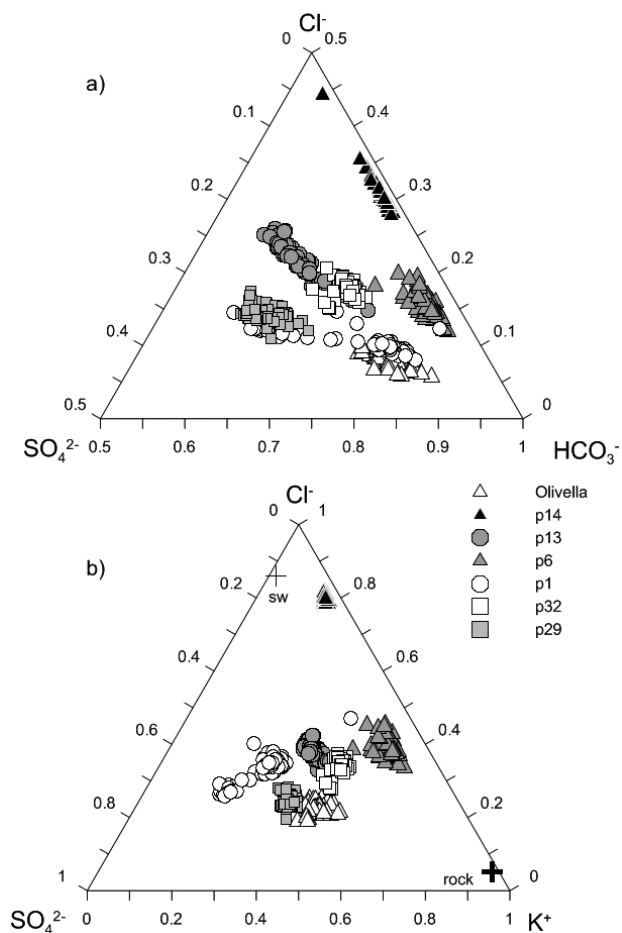 Cl⁻
0 0.5
a)
0.1 0.4
0.2 0.3
0.3 0.2
0.4 0.1
0.5 0
SO₄²⁻ 0.5 0.6 0.7 0.8 0.9 1 HCO₃⁻
Cl⁻
0 1
b)
sw
0.2 0.8
0.4 0.6
0.6 0.4
0.8 0.2
rock
1 0
SO₄²⁻ 0 0.2 0.4 0.6 0.8 1 K⁺
Olivella
p14
p13
p6
p1
p32
p29